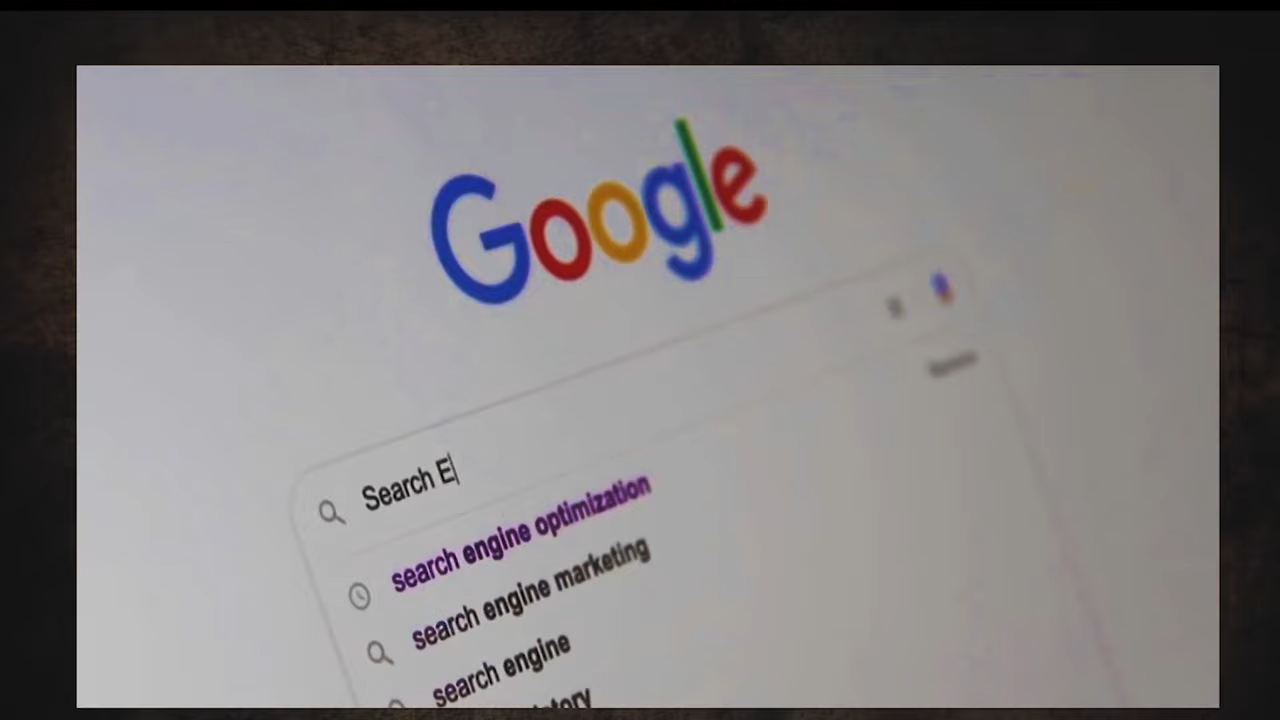 Google
Search E
search engine optimization
search engine marketing
search engine